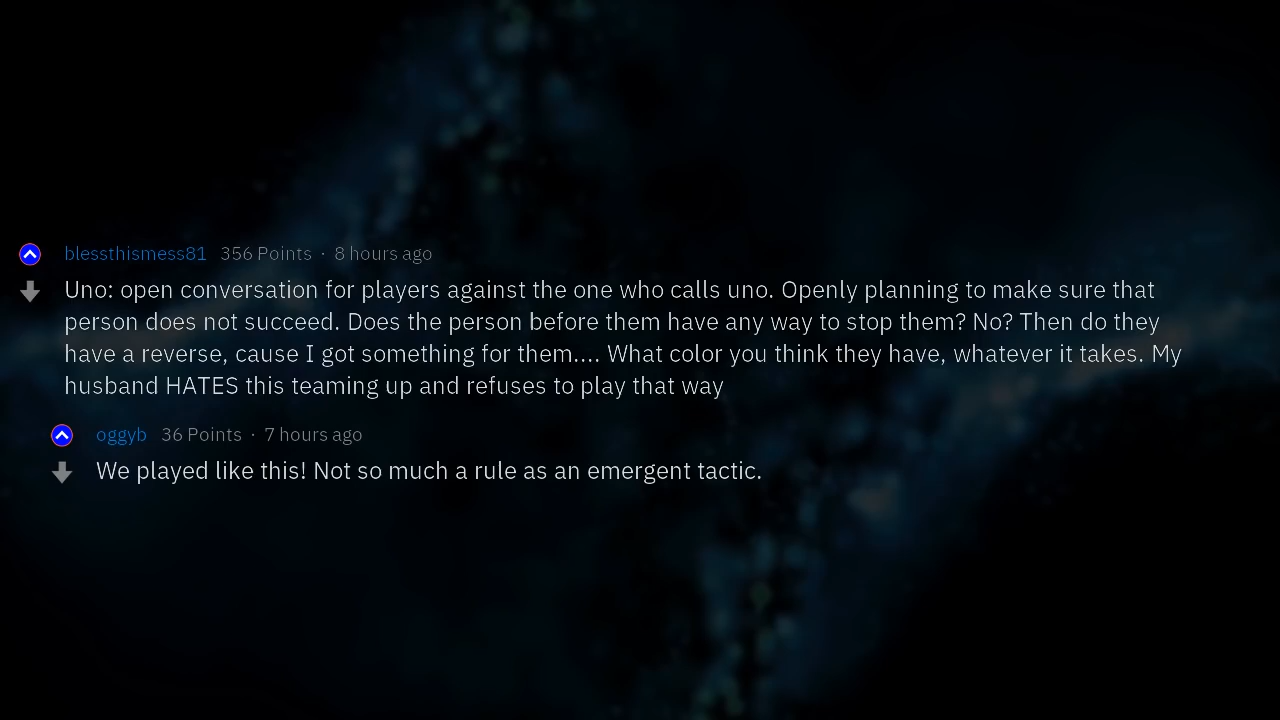 blessthismess81 356 Points · 8 hours ago
Uno: open conversation for players against the one who calls uno. Openly planning to make sure that
person does not succeed. Does the person before them have any way to stop them? No? Then do they
have a reverse, cause I got something for them.... What color you think they have, whatever it takes. My
husband HATES this teaming up and refuses to play that way
oggyb 36 Points · 7 hours ago
We played like this! Not so much a rule as an emergent tactic.